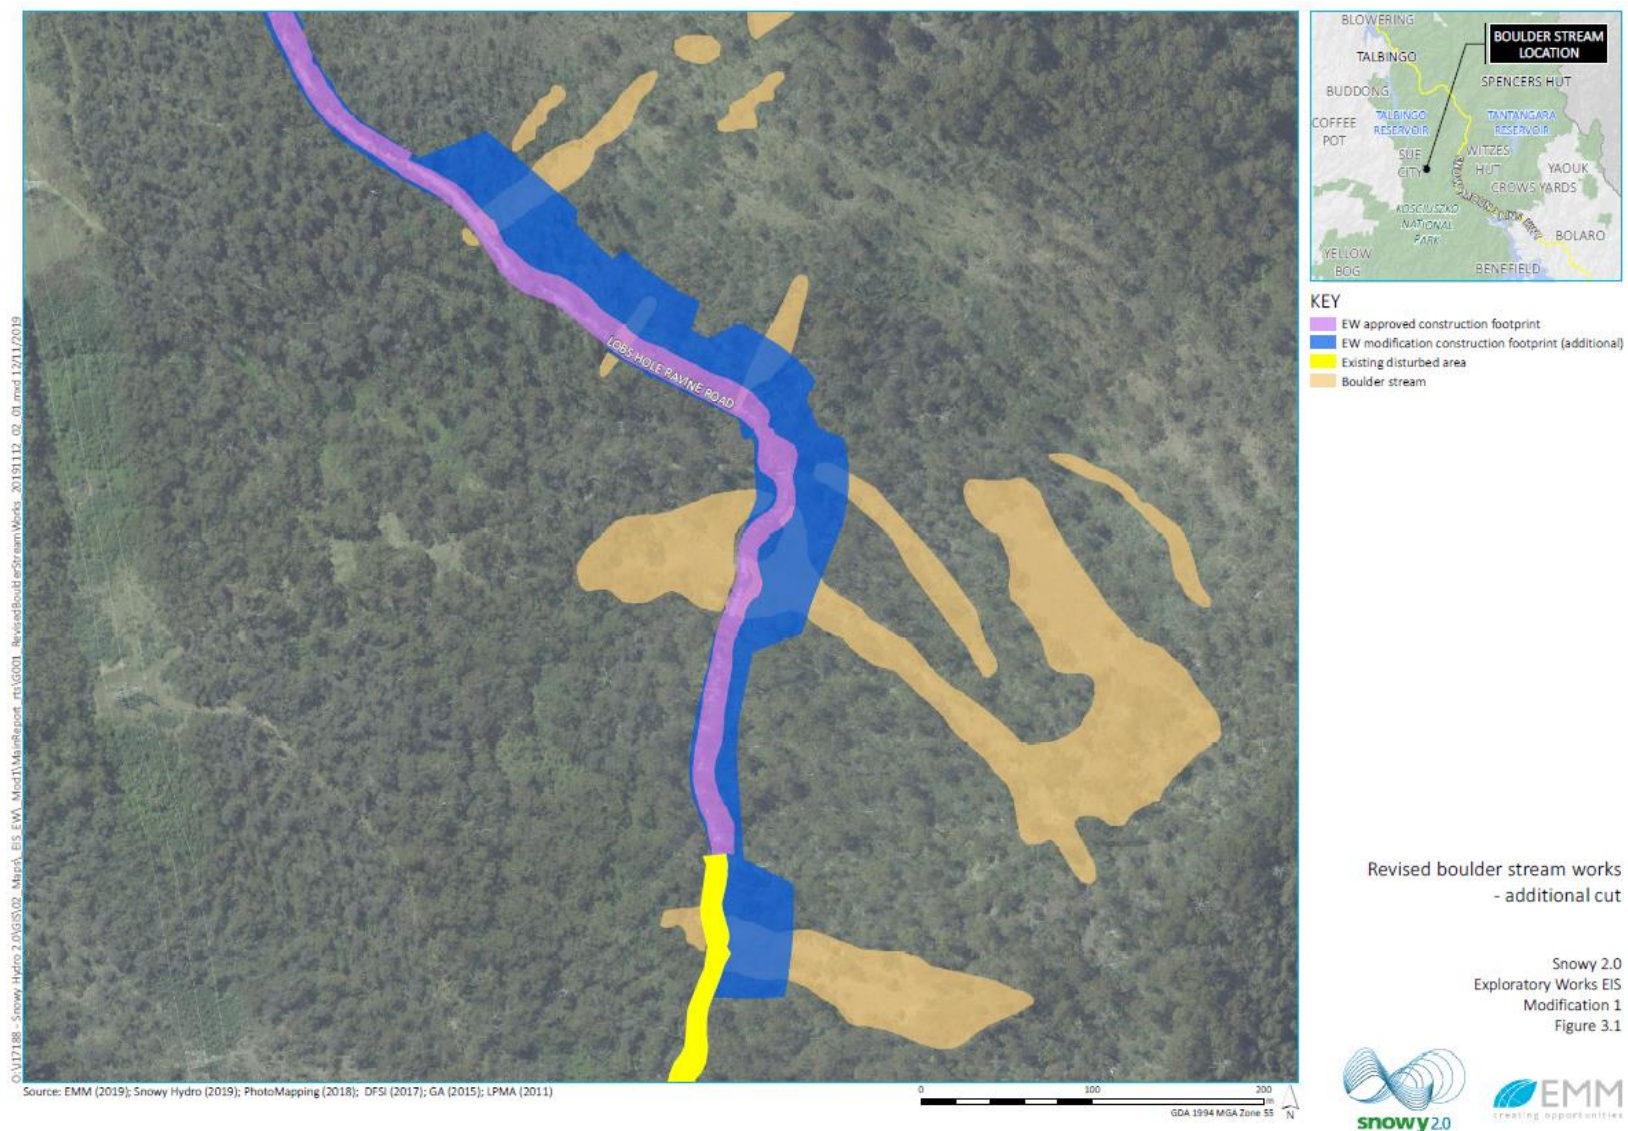 BLOWERING
BOULDER STREAM
LOCATION
TALBINGO
SPENCERS HUT
BUDDONG
TALBINGO
RESERVOIR
TANTANGARA
RESERVOIR
COFFEE
POT
SUE
CITY
WITZES
HUT
YAOUK
CROWS YARDS
KOSCIUSZKO
NATIONAL
PARK
BOLARO
YELLOW
BOG
BENEFIELD
KEY
EW approved construction footprint
EW modification construction footprint (additional)
Existing disturbed area
Boulder stream
LOBS HOLE RAVINE ROAD
Revised boulder stream works
- additional cut
Snowy 2.0
Exploratory Works EIS
Modification 1
Figure 3.1
snowy2.0
EMM
creating opportunities
Source: EMM (2019); Snowy Hydro (2019); PhotoMapping (2018); DFSI (2017); GA (2015); LPMA (2011)
0 100 200
GDA 1994 MGA Zone 55
N